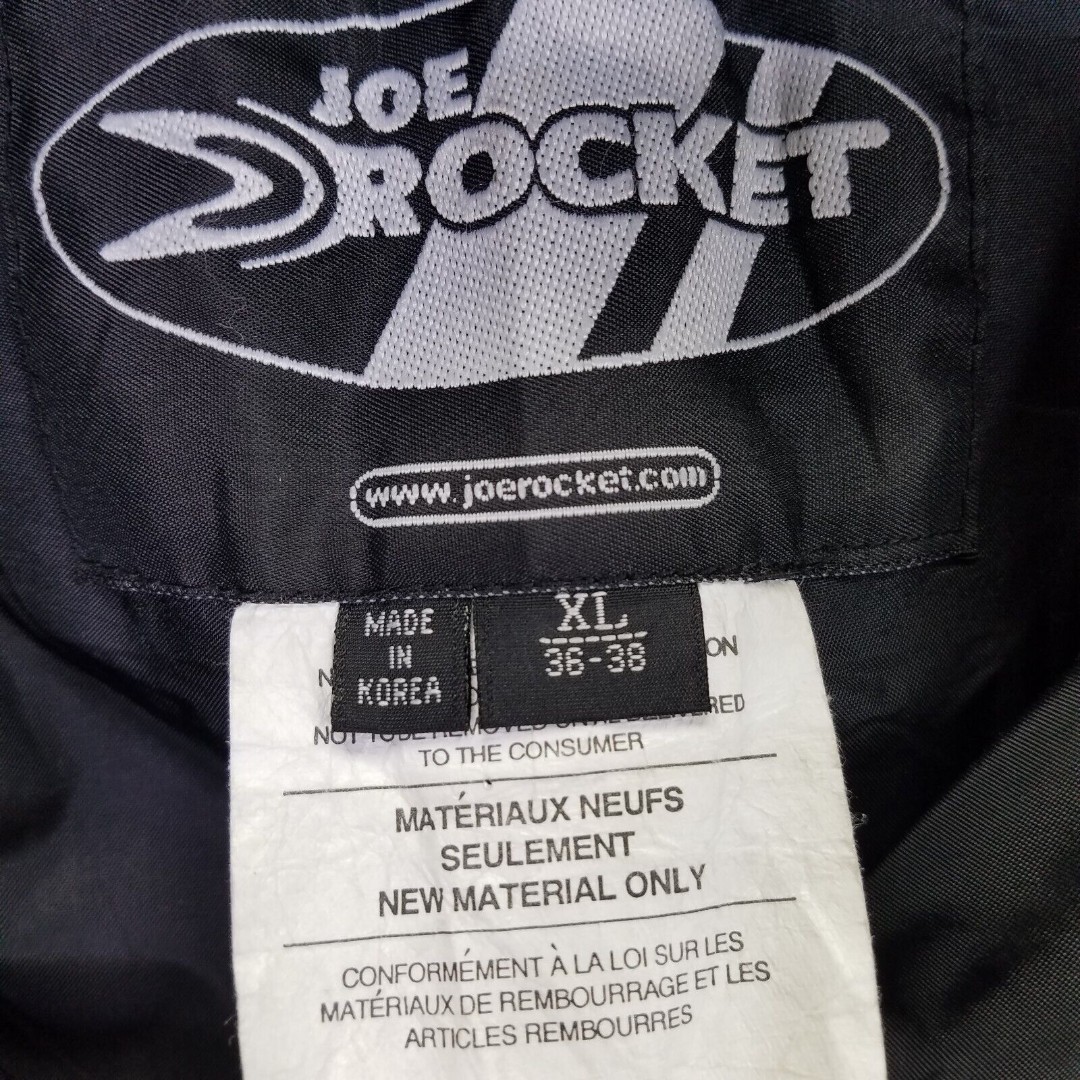 JOE
ROCKET
www.joerocket.com
MADE
IN
KOREA
XL
36-38
TO THE CONSUMER
MATÉRIAUX NEUFS
SEULEMENT
NEW MATERIAL ONLY
CONFORMÉMENT À LA LOI SUR LES
MATÉRIAUX DE REMBOURRAGE ET LES
ARTICLES REMBOURRES